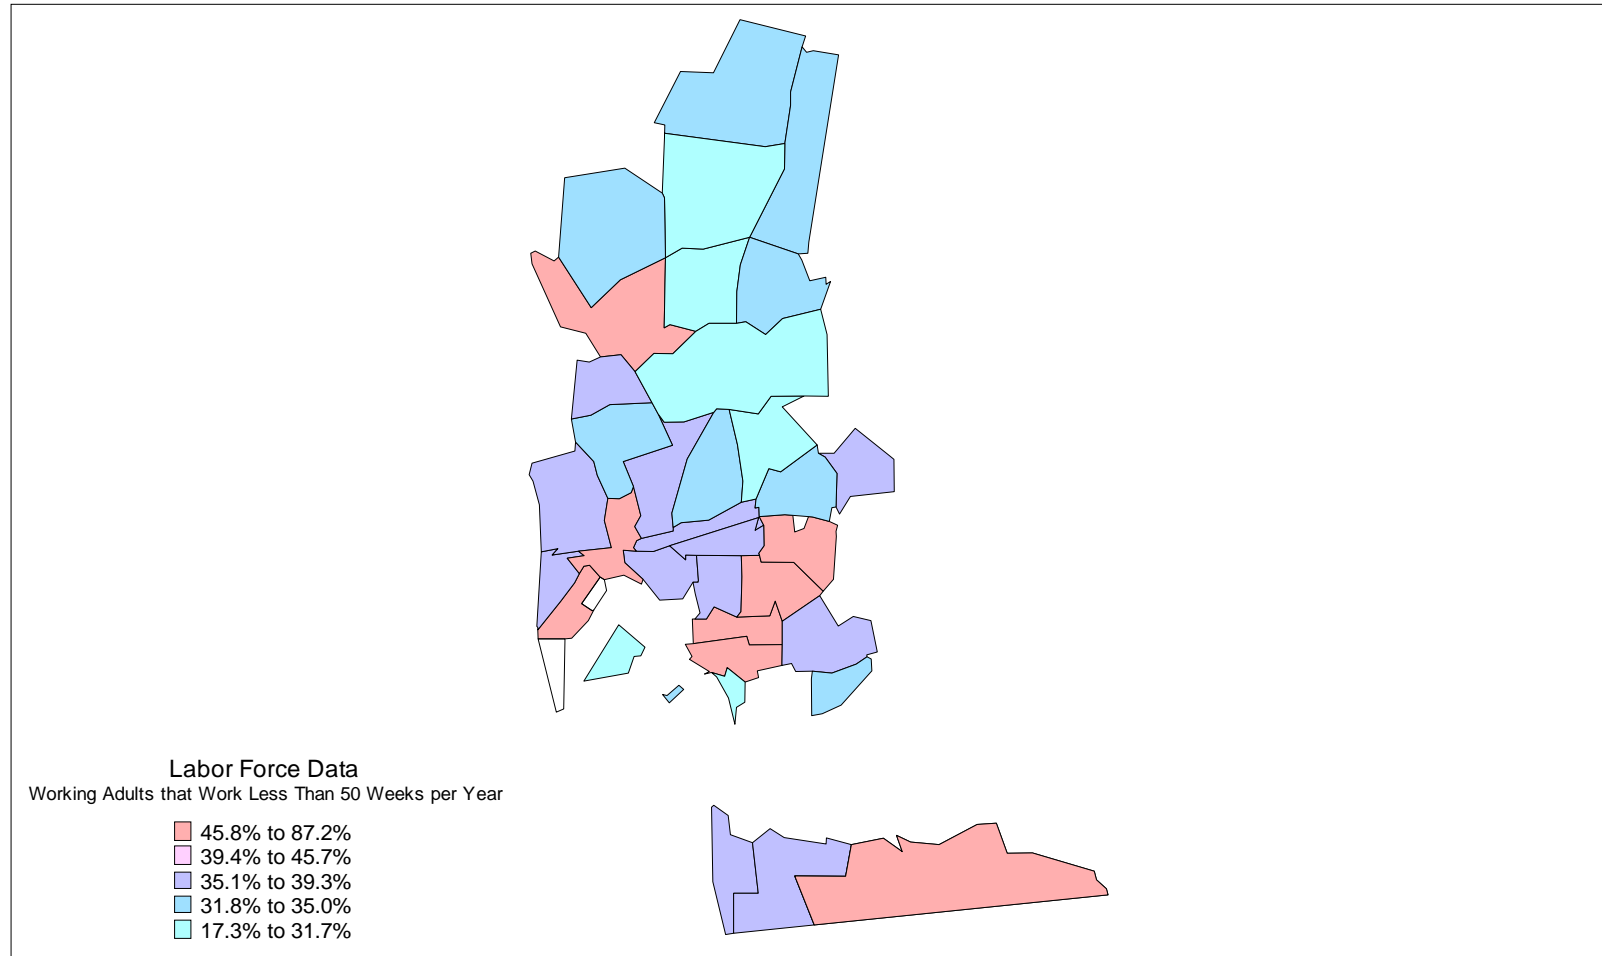 Labor Force Data
Working Adults that Work Less Than 50 Weeks per Year
45.8% to 87.2%
39.4% to 45.7%
35.1% to 39.3%
31.8% to 35.0%
17.3% to 31.7%